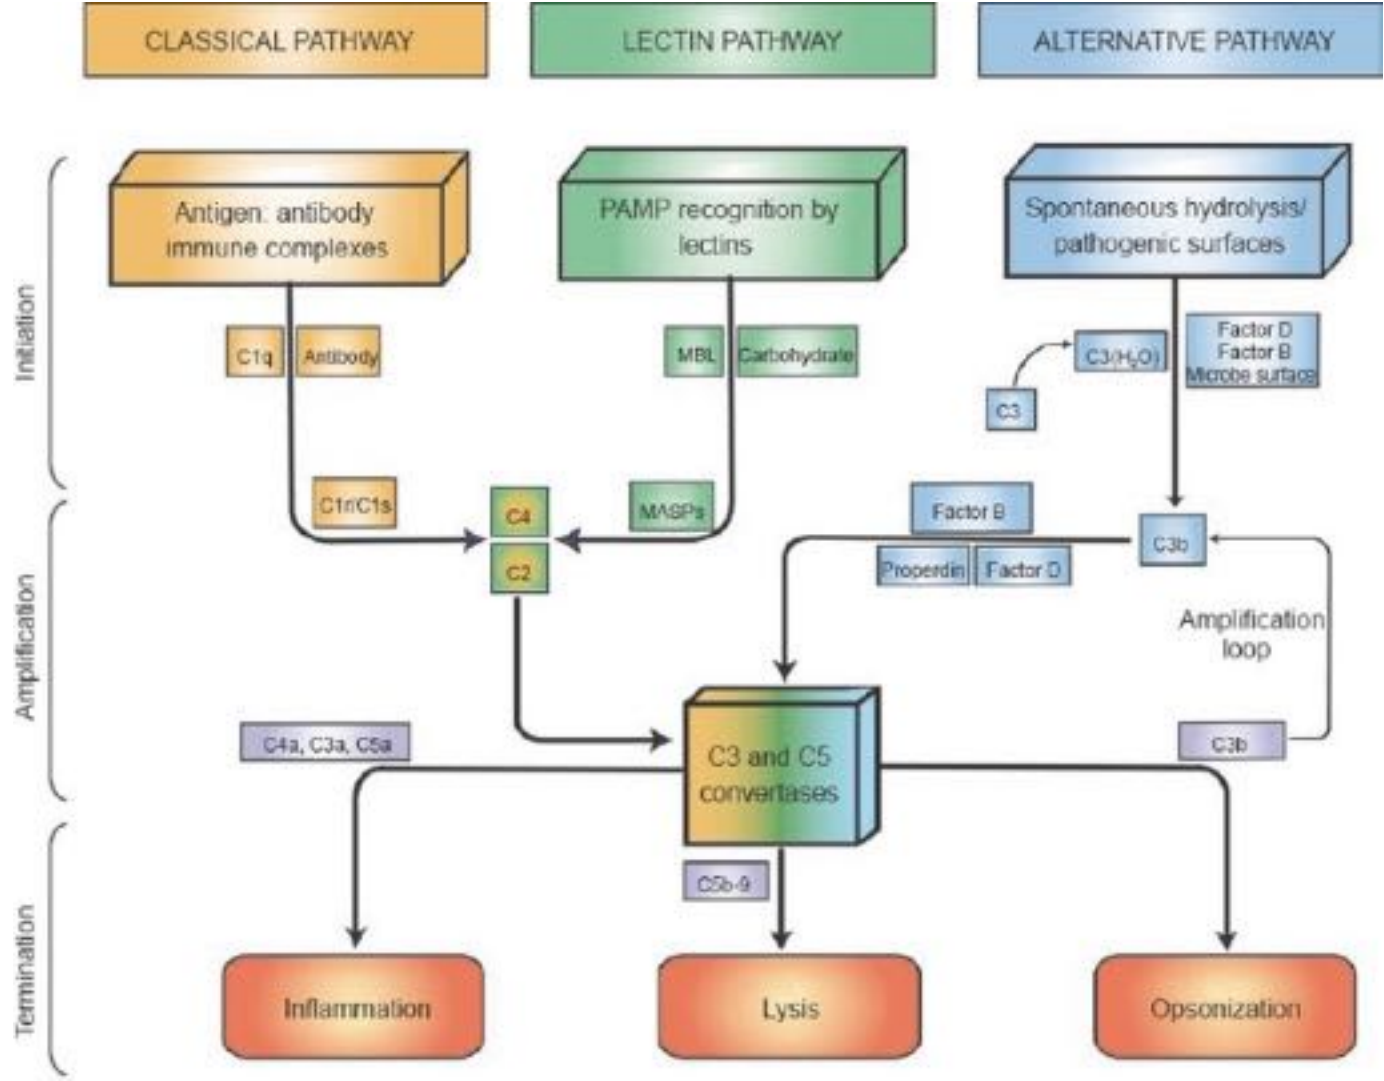 CLASSICAL PATHWAY
LECTIN PATHWAY
ALTERNATIVE PATHWAY
Initiation
Antigen: antibody
immune complexes
PAMP recognition by
lectins
Spontaneous hydrolysis/
pathogenic surfaces
C1q
Antibody
MBL
Carbohydrate
C3(H₂O)
Factor D
Factor B
Microbe surface
C3
Amplification
C1r/C1s
C4
C2
MASPs
Factor B
Properdin
Factor D
C3b
Amplification
loop
C4a, C3a, C5a
C3 and C5
convertases
C3b
C5b-9
Termination
Inflammation
Lysis
Opsonization